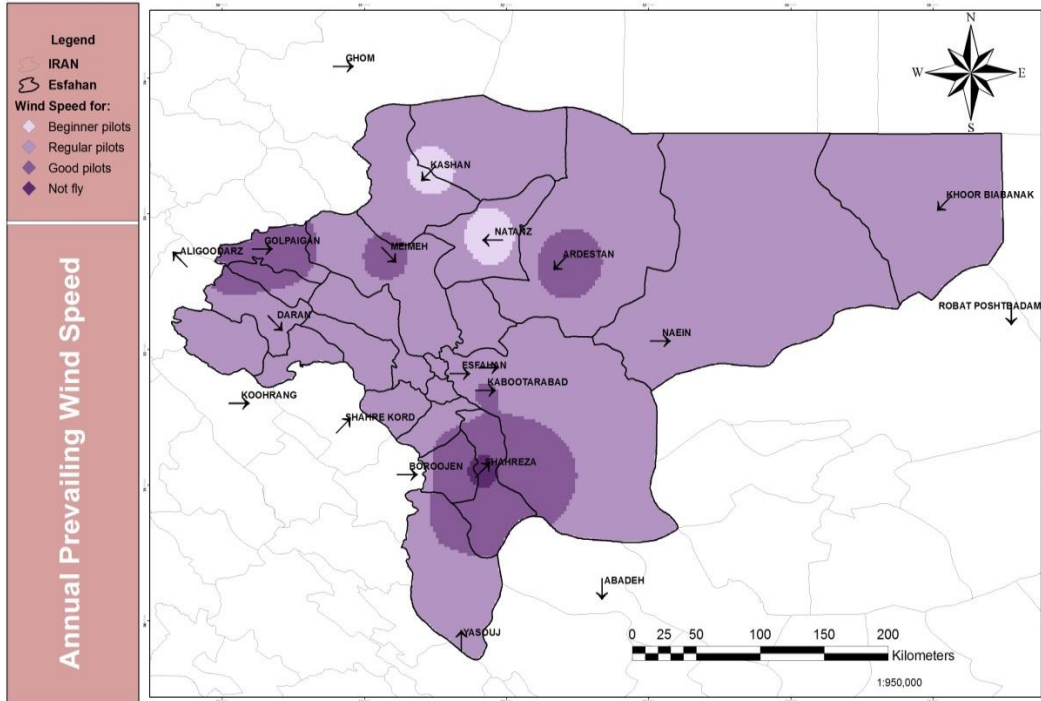 Legend
IRAN
Esfahan
Wind Speed for:
Beginner pilots
Regular pilots
Good pilots
Not fly
Annual Prevailing Wind Speed
N
W
E
S
GHOM
KASHAN
KHOOR BIABANAK
NATANZ
GOLPAIGAN
MEIMEH
ALIGOODARZ
ARDESTAN
ROBAT POSHTBADAM
DARAN
NAEIN
ESFAHAN
KABOOTARABAD
KOOHRANG
SHAHRE KORD
SHAHREZA
BOROOJEN
ABADEH
YASOUJ
0 25 50 100 150 200
Kilometers
1:950,000